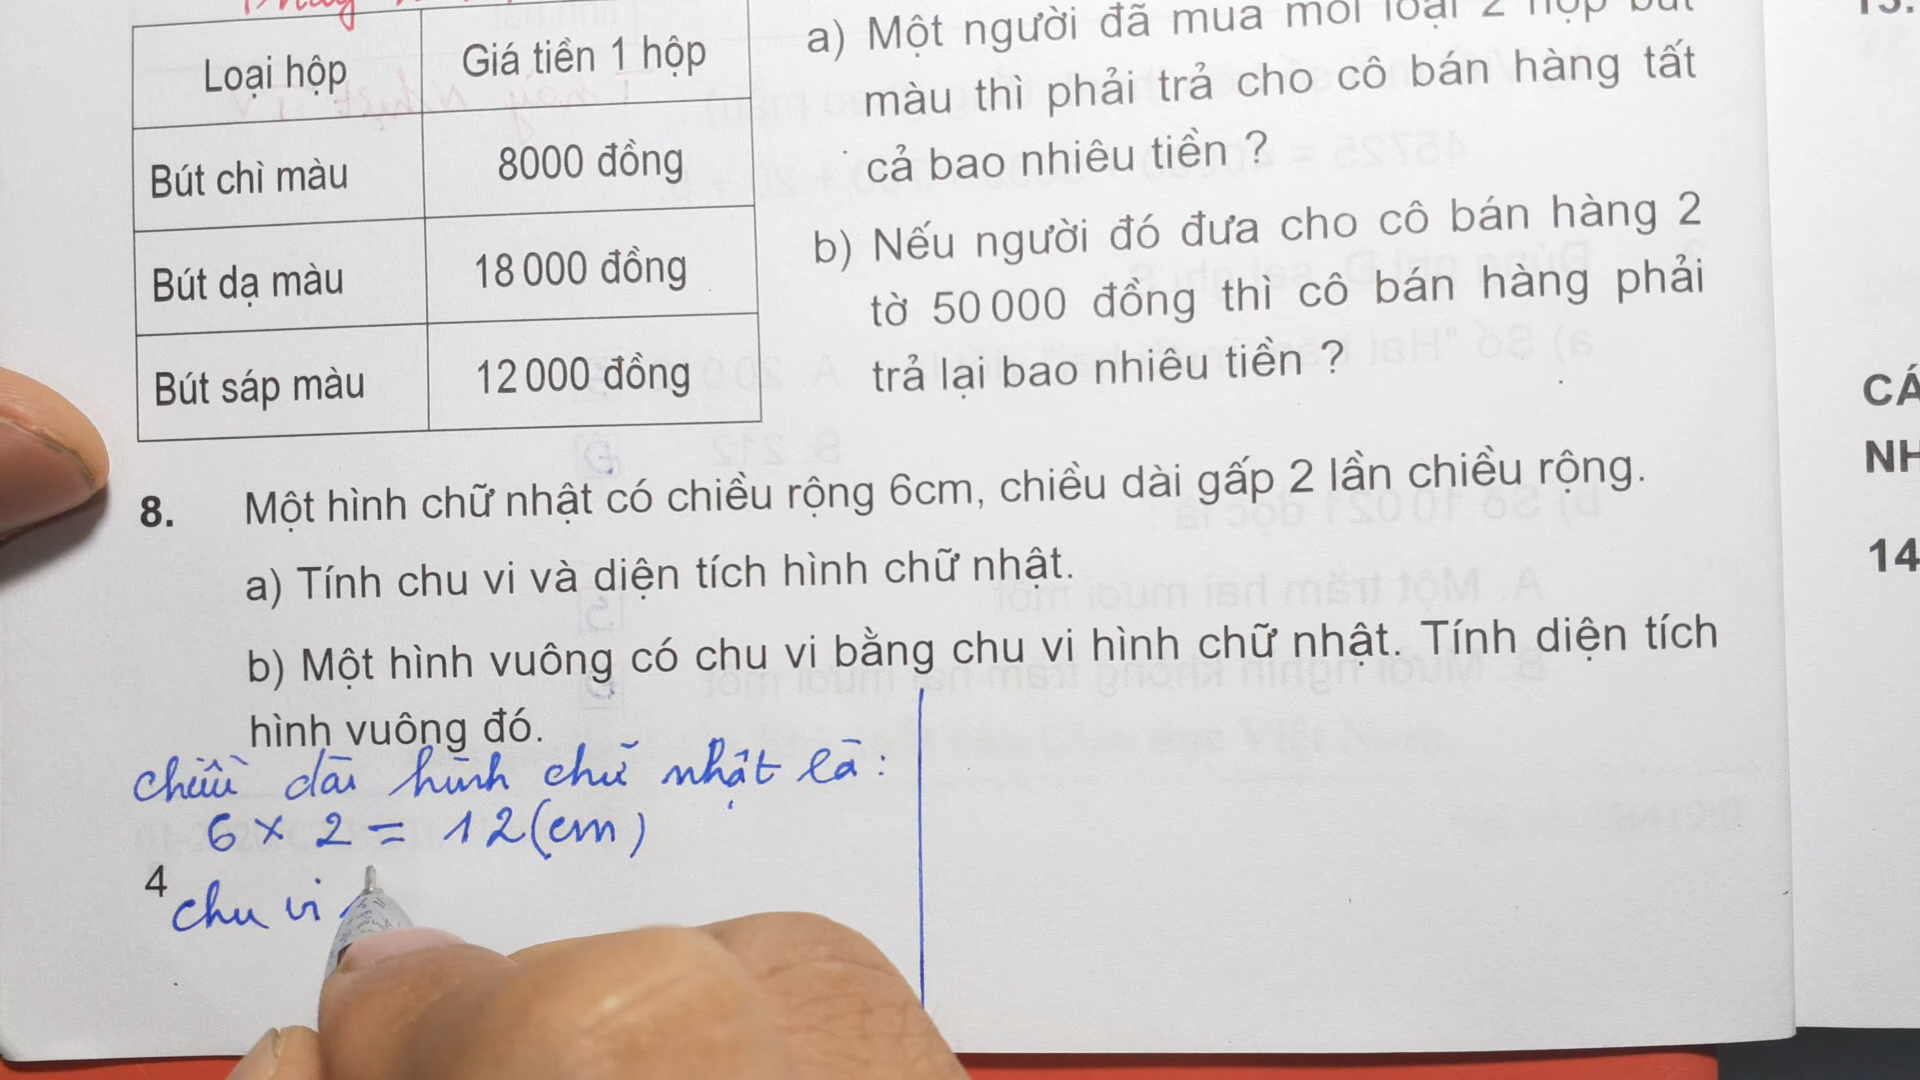 Loại hộp
Giá tiền 1 hộp
Bút chì màu
8000 đồng
Bút dạ màu
18 000 đồng
Bút sáp màu
12 000 đồng
a) Một người đã mua mỗi loại 2 hộp bút
màu thì phải trả cho cô bán hàng tất
cả bao nhiêu tiền ?
b) Nếu người đó đưa cho cô bán hàng 2
tờ 50 000 đồng thì cô bán hàng phải
trả lại bao nhiêu tiền ?
8. Một hình chữ nhật có chiều rộng 6cm, chiều dài gấp 2 lần chiều rộng.
a) Tính chu vi và diện tích hình chữ nhật.
b) Một hình vuông có chu vi bằng chu vi hình chữ nhật. Tính diện tích
hình vuông đó.
chiều dài hình chữ nhật là:
6 × 2 = 12(cm)
4
chu vi
CÁ
NH
14